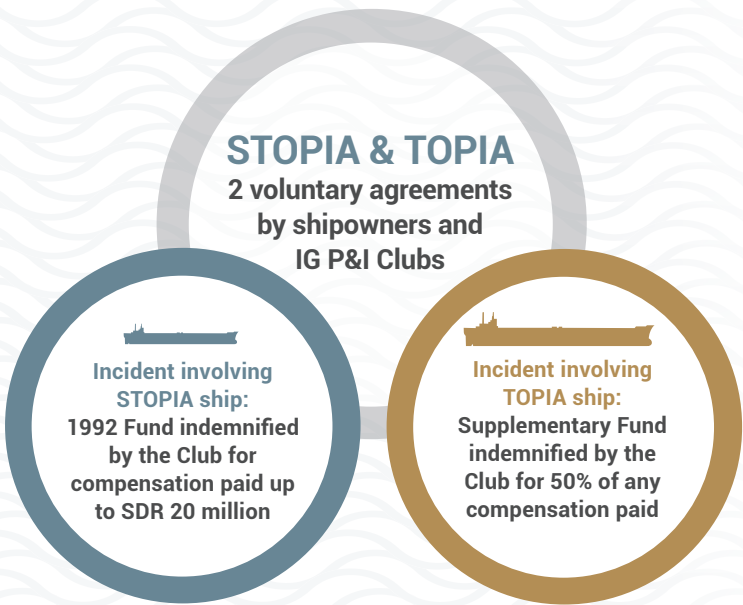 STOPIA & TOPIA
2 voluntary agreements
by shipowners and
IG P&I Clubs
Incident involving
STOPIA ship:
1992 Fund indemnified
by the Club for
compensation paid up
to SDR 20 million
Incident involving
TOPIA ship:
Supplementary Fund
indemnified by the
Club for 50% of any
compensation paid